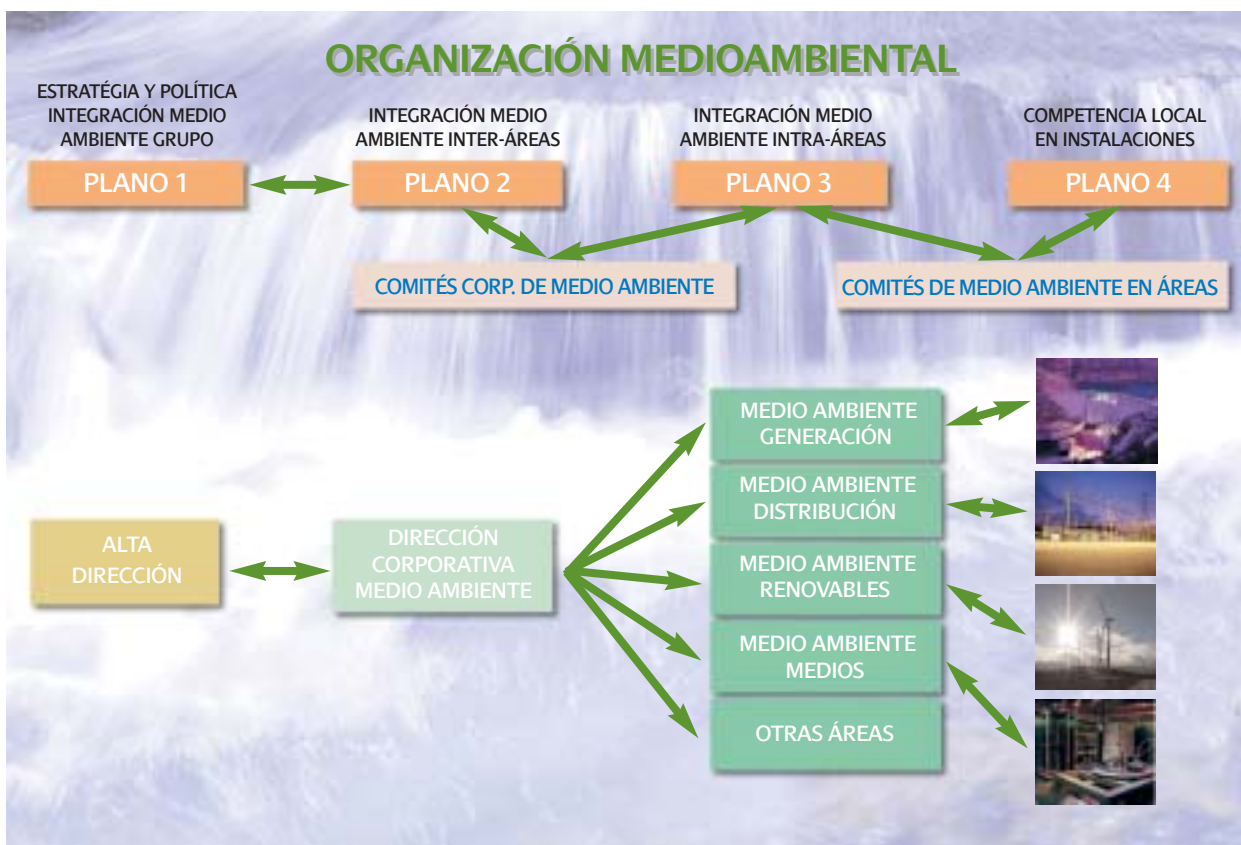 ORGANIZACIÓN MEDIOAMBIENTAL
ESTRATÉGIA Y POLÍTICA
INTEGRACIÓN MEDIO
AMBIENTE GRUPO
PLANO 1
INTEGRACIÓN MEDIO
AMBIENTE INTER-ÁREAS
PLANO 2
INTEGRACIÓN MEDIO
AMBIENTE INTRA-ÁREAS
PLANO 3
COMPETENCIA LOCAL
EN INSTALACIONES
PLANO 4
COMITÉS CORP. DE MEDIO AMBIENTE
COMITÉS DE MEDIO AMBIENTE EN ÁREAS
ALTA
DIRECCIÓN
DIRECCIÓN
CORPORATIVA
MEDIO AMBIENTE
MEDIO AMBIENTE
GENERACIÓN
MEDIO AMBIENTE
DISTRIBUCIÓN
MEDIO AMBIENTE
RENOVABLES
MEDIO AMBIENTE
MEDIOS
OTRAS ÁREAS